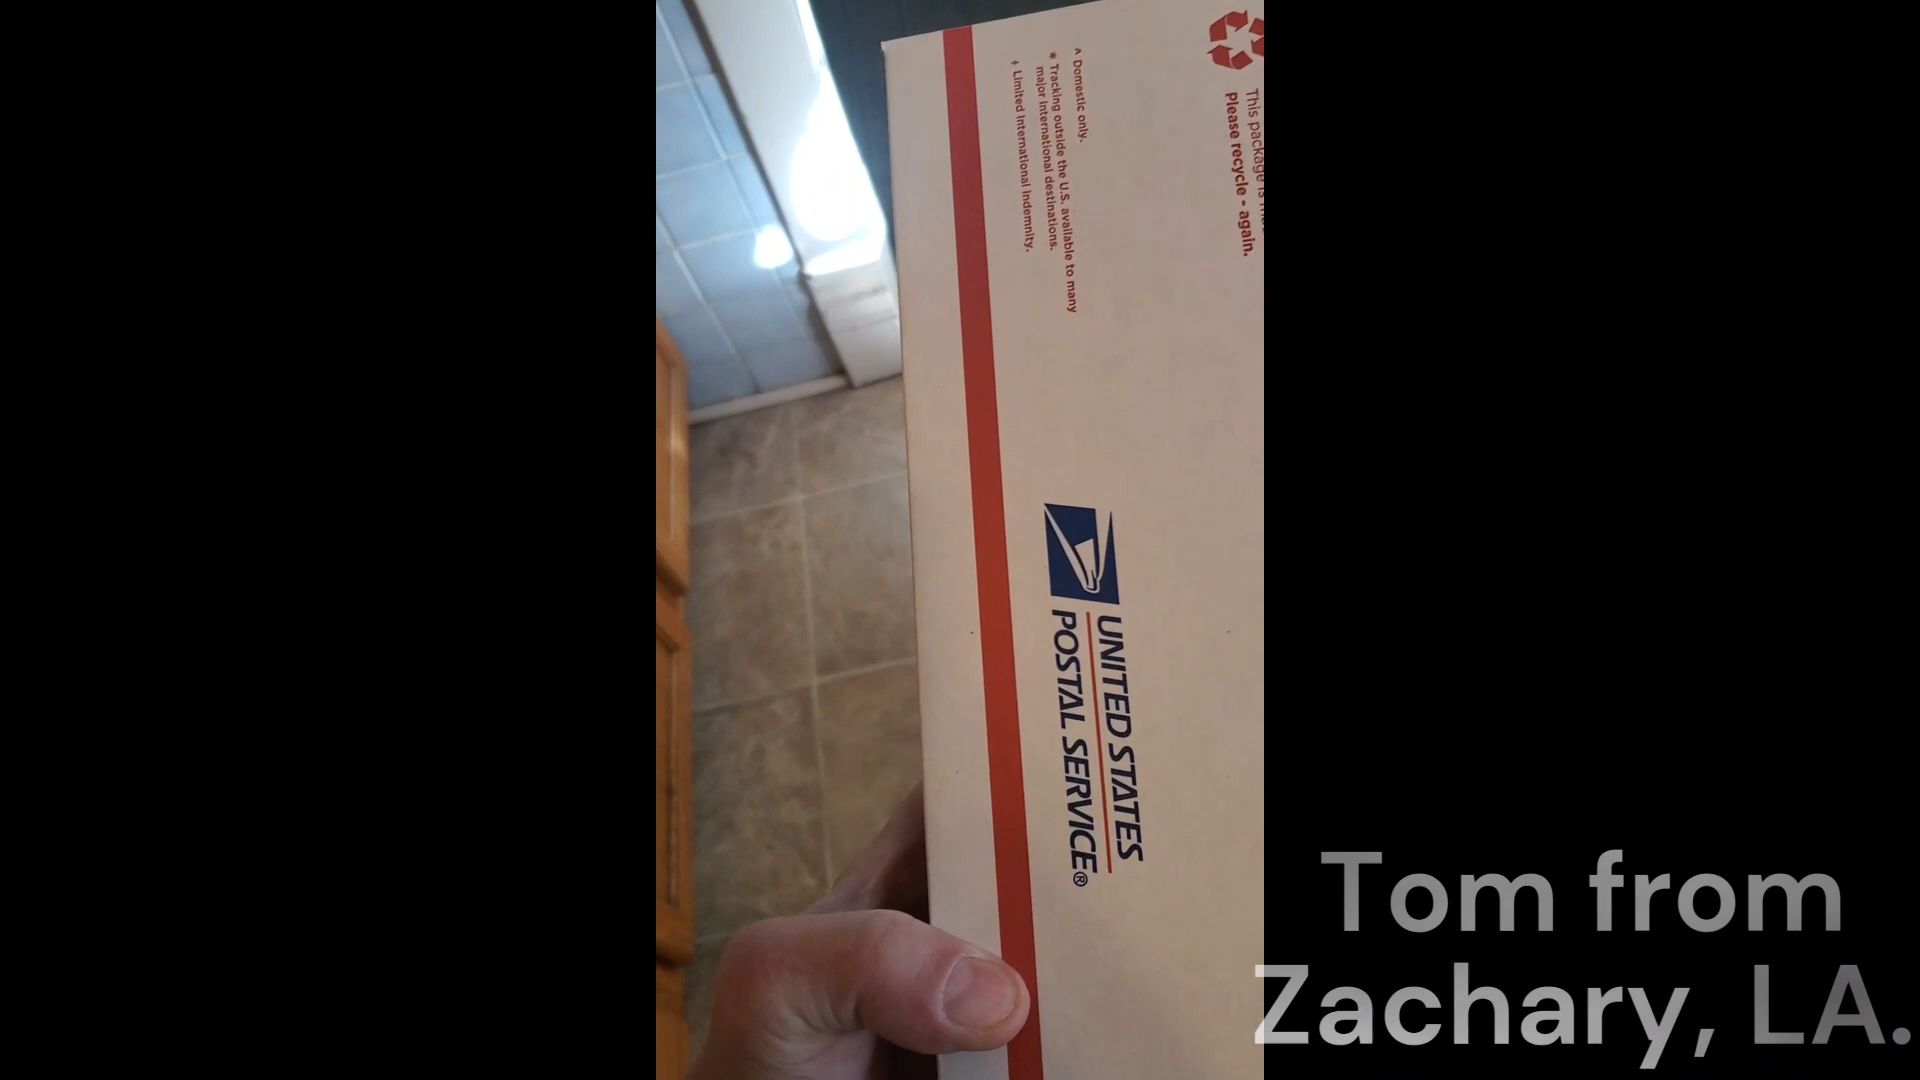 ^ Domestic only.
* Tracking outside the U.S. available to many
major International destinations.
+ Limited International indemnity.
This package is
Please recycle - again.
UNITED STATES
POSTAL SERVICE®
Tom from
Zachary, LA.